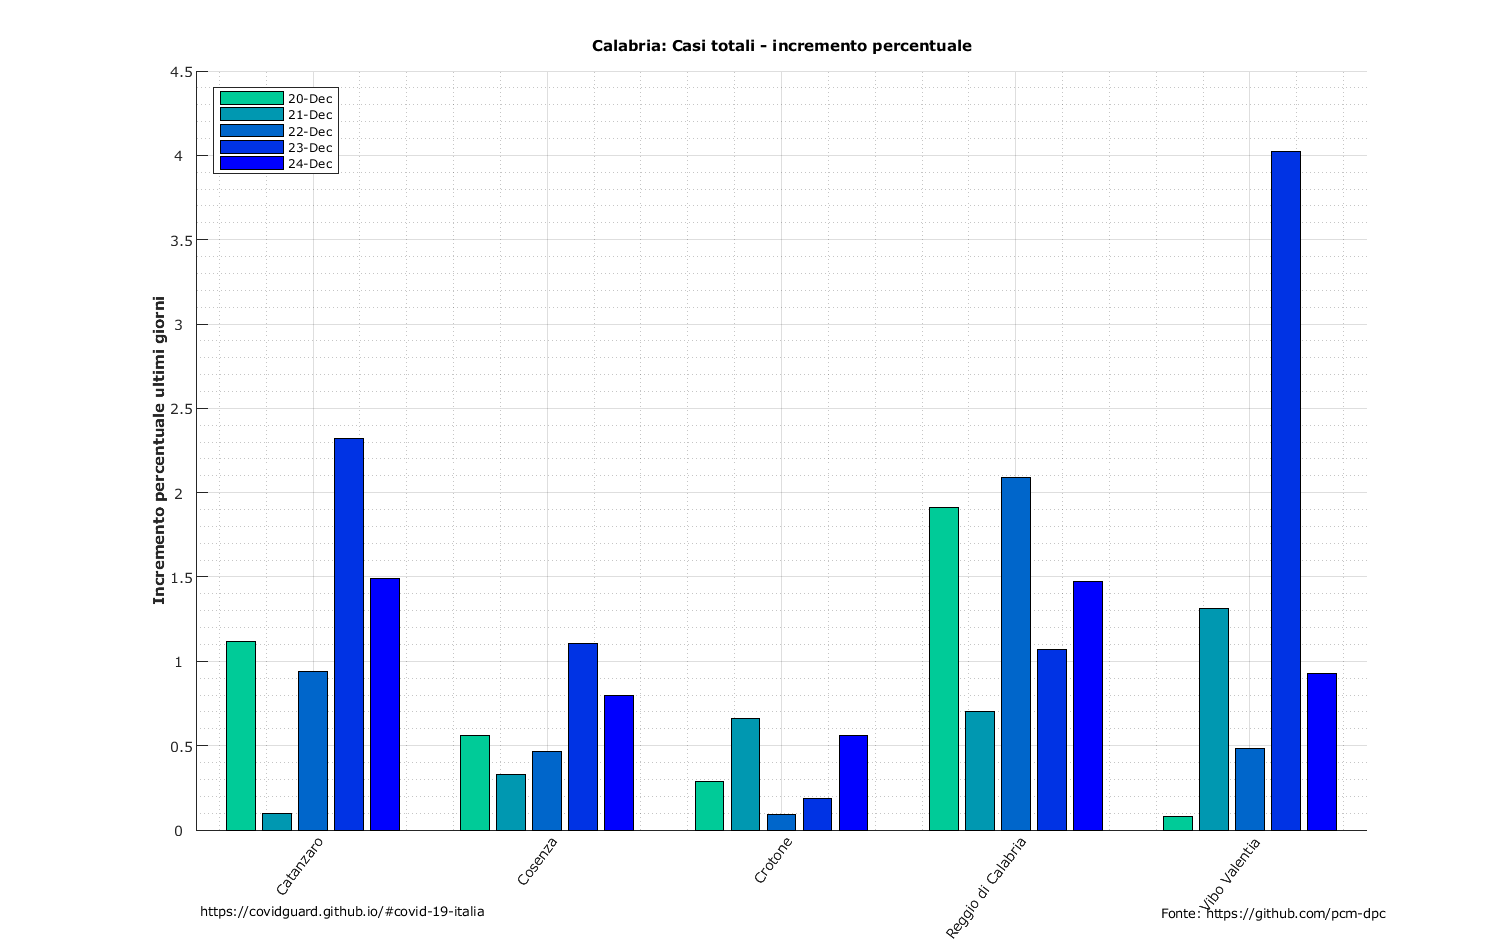 Calabria: Casi totali - incremento percentuale
4.5
4
3.5
3
2.5
2
1.5
1
0.5
0
20-Dec
21-Dec
22-Dec
23-Dec
24-Dec
Incremento percentuale ultimi giorni
Catanzaro
Cosenza
Crotone
Reggio di Calabria
Vibo Valentia
https://covidguard.github.io/#covid-19-italia
Fonte: https://github.com/pcm-dpc